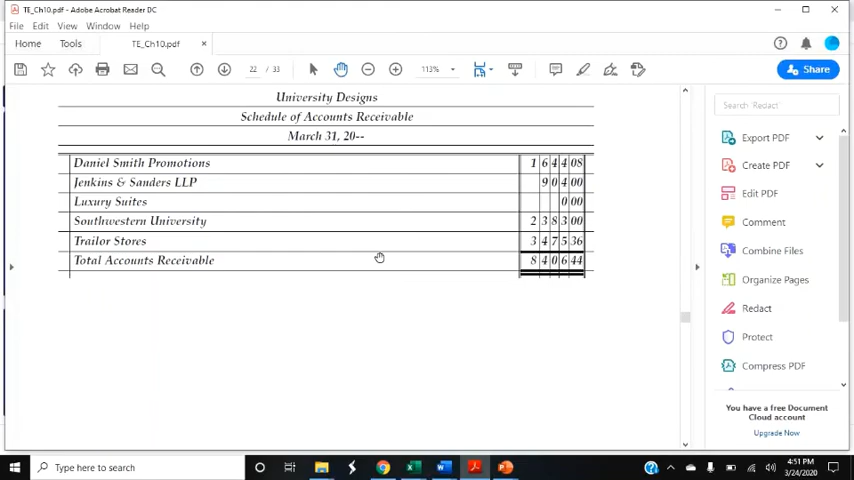 TE_Ch10.pdf - Adobe Acrobat Reader DC
File Edit View Window Help
Home Tools TE_Ch10.pdf ×
22 / 33 113% Share
University Designs
Schedule of Accounts Receivable
March 31, 20--
Daniel Smith Promotions 1 6 4 4 08
Jenkins & Sanders LLP 9 0 4 00
Luxury Suites 0 00
Southwestern University 2 3 8 3 00
Trailor Stores 3 4 7 5 36
Total Accounts Receivable 8 4 0 6 44
Search 'Redact'
Export PDF
Create PDF
Edit PDF
Comment
Combine Files
Organize Pages
Redact
Protect
Compress PDF
You have a free Document
Cloud account
Upgrade Now
Type here to search
4:51 PM
3/24/2020